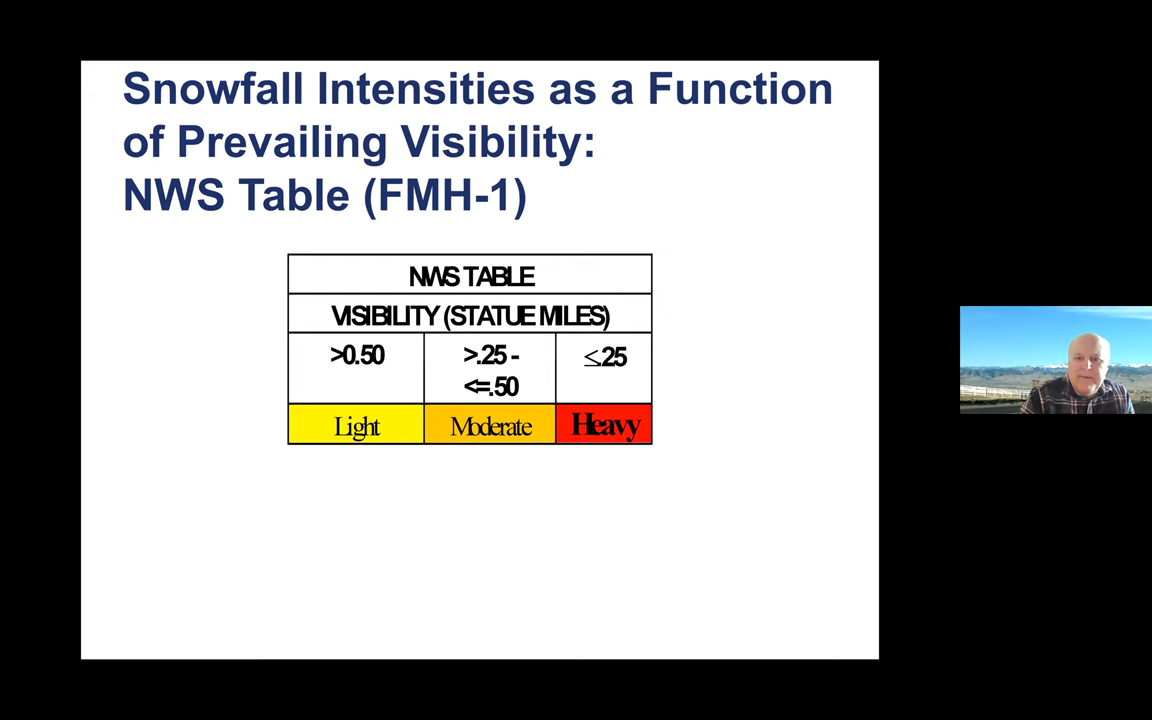 Snowfall Intensities as a Function
of Prevailing Visibility:
NWS Table (FMH-1)
NWS TABLE
VISIBILITY (STATUE MILES)
>0.50 >.25 - ≤.25
<=.50
Light Moderate Heavy